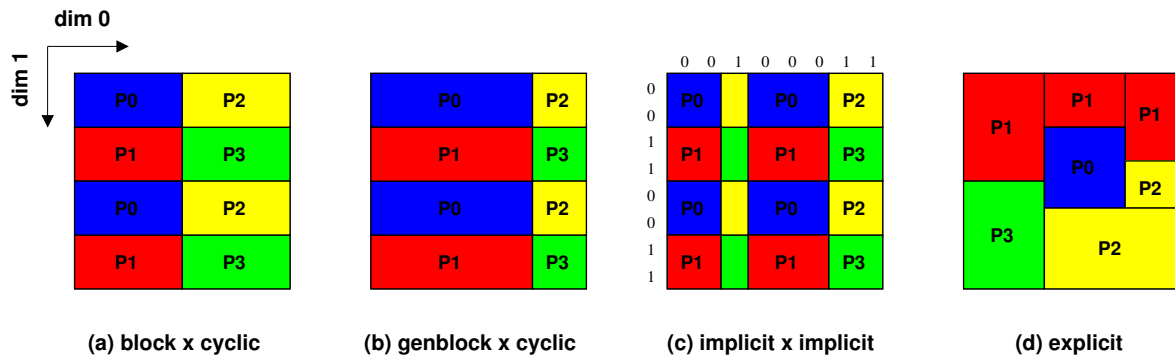 dim 0
dim 1
P0 P2
P1 P3
P0 P2
P1 P3
(a) block x cyclic
P0 P2
P1 P3
P0 P2
P1 P3
(b) genblock x cyclic
0 0 1 0 0 0 1 1
0
0
1
1
0
0
1
1
P0 P0 P2
P1 P1 P3
P0 P0 P2
P1 P1 P3
(c) implicit x implicit
P1 P1 P1
P0
P2
P3 P2
(d) explicit